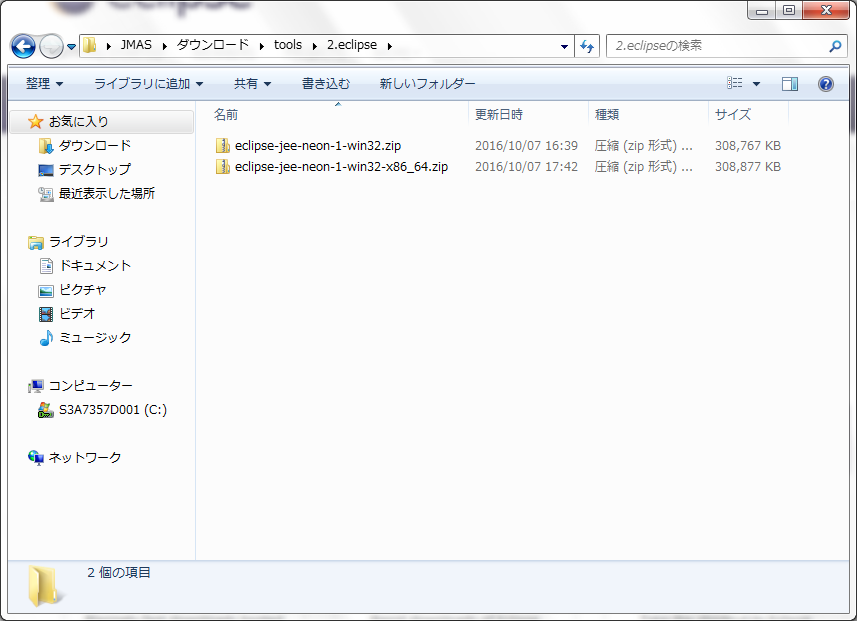 eclipse
JMAS ダウンロード tools 2.eclipse
2.eclipseの検索
整理 ライブラリに追加 共有 書き込む 新しいフォルダー
名前 更新日時 種類 サイズ
eclipse-jee-neon-1-win32.zip 2016/10/07 16:39 圧縮 (zip 形式) ... 308,767 KB
eclipse-jee-neon-1-win32-x86_64.zip 2016/10/07 17:42 圧縮 (zip 形式) ... 308,877 KB
お気に入り
ダウンロード
デスクトップ
最近表示した場所
ライブラリ
ドキュメント
ピクチャ
ビデオ
ミュージック
コンピューター
S3A7357D001 (C:)
ネットワーク
2 個の項目